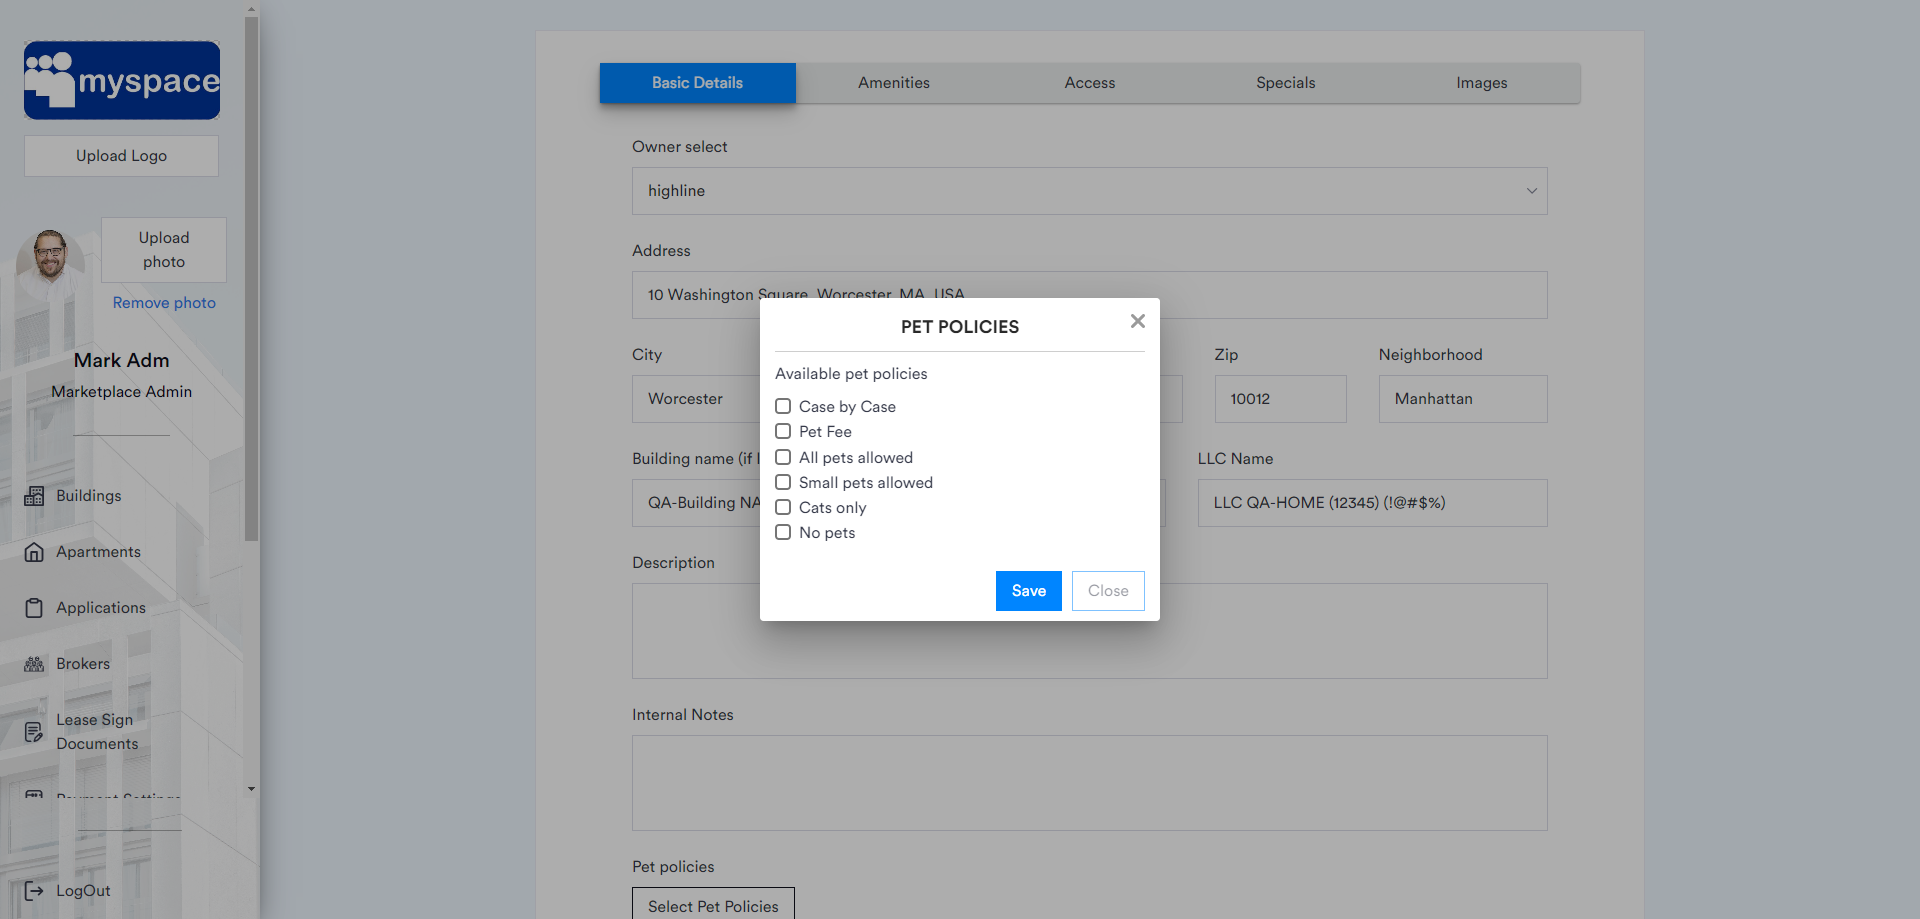 myspace
Upload Logo
Upload
photo
Remove photo
Mark Adm
Marketplace Admin
Buildings
Apartments
Applications
Brokers
Lease Sign
Documents
Payment Settings
LogOut
Basic Details
Amenities
Access
Specials
Images
Owner select
highline
Address
10 Washington Square, Worcester, MA, USA
City
Zip
Neighborhood
Worcester
10012
Manhattan
Building name (if
LLC Name
QA-Building NA
LLC QA-HOME (12345) (!@#$%)
Description
Internal Notes
Pet policies
Select Pet Policies
PET POLICIES
Available pet policies
Case by Case
Pet Fee
All pets allowed
Small pets allowed
Cats only
No pets
Save
Close